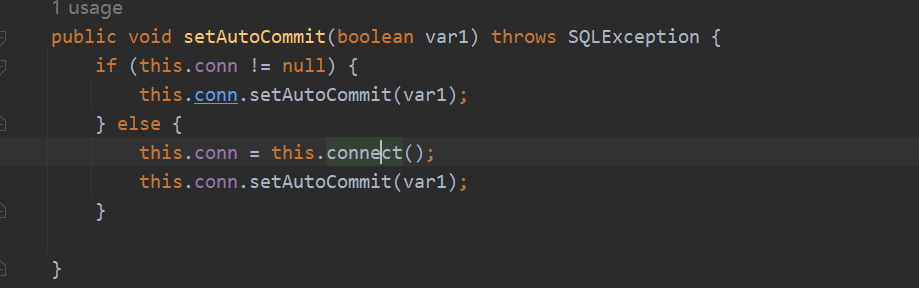 1 usage
public void setAutoCommit(boolean var1) throws SQLException {
if (this.conn != null) {
this.conn.setAutoCommit(var1);
} else {
this.conn = this.connect();
this.conn.setAutoCommit(var1);
}
}